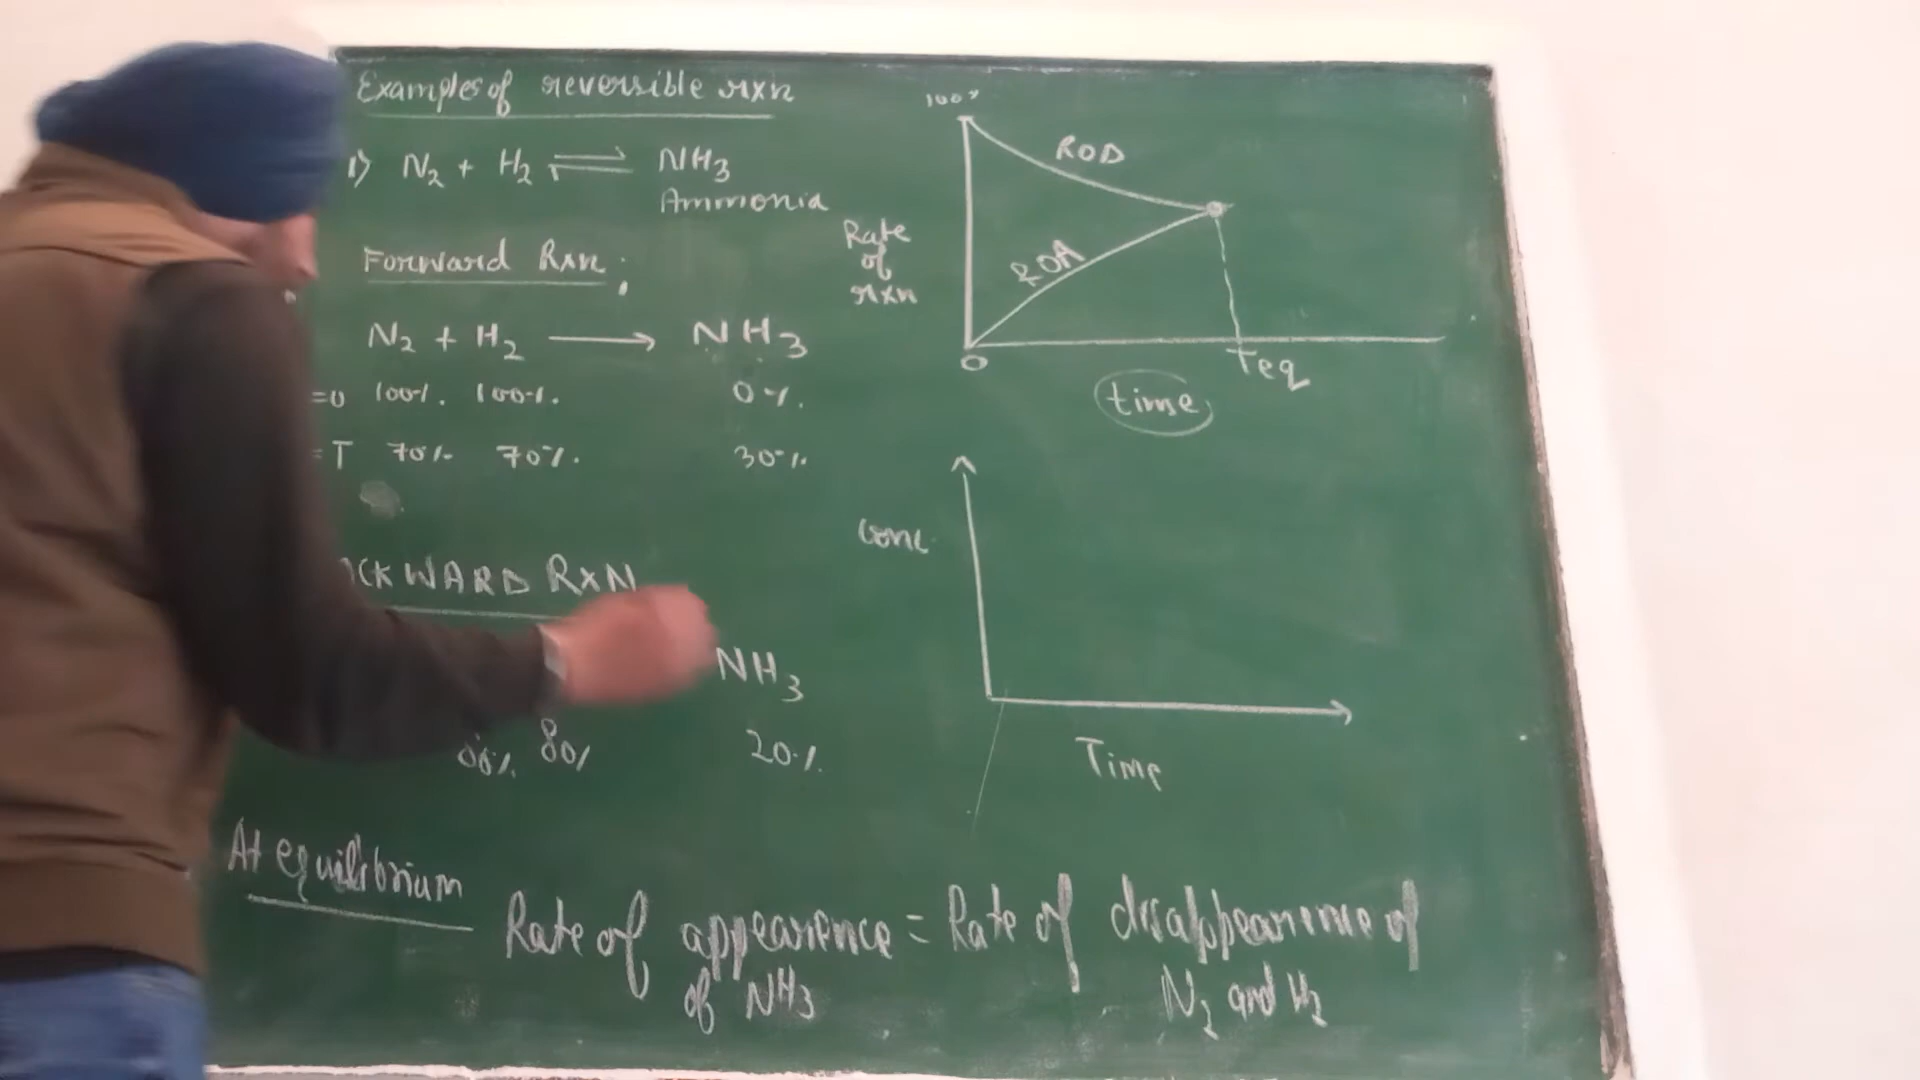 Examples of reversible rxn
1) N2 + H2 ⇌ NH3
Ammonia
Forward Rxn:
N2 + H2 ⟶ NH3
=0 100%. 100%. 0%.
=T 70% 70%. 30%.
CKWARD RXN
NH3
80% 20%.
At equilibrium
Rate of appearence = Rate of disappearence of
of NH3 N2 and H2
100%
ROD
Rate
of
rxn
ROA
0
Teq
time
Conc.
Time